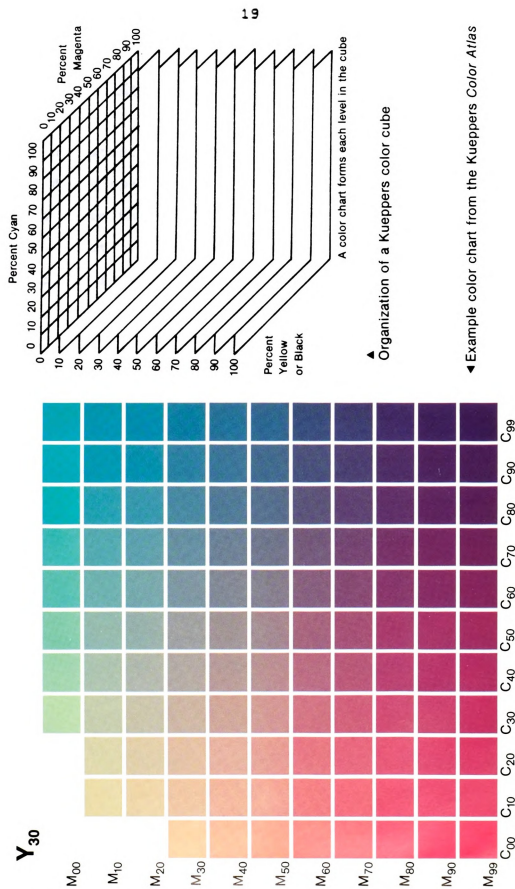 19
Percent Cyan
0 10 20 30 40 50 60 70 80 90 100
Percent
Magenta
0
10
20
30
40
50
60
70
80
90
100
0
10
20
30
40
50
60
70
80
90
100
Percent
Yellow
or Black
A color chart forms each level in the cube
▲
Organization of a Kueppers color cube
◄ Example color chart from the Kueppers Color Atlas
Y30
M00
M10
M20
M30
M40
M50
M60
M70
M80
M90
M99
C00 C10 C20 C30 C40 C50 C60 C70 C80 C90 C99